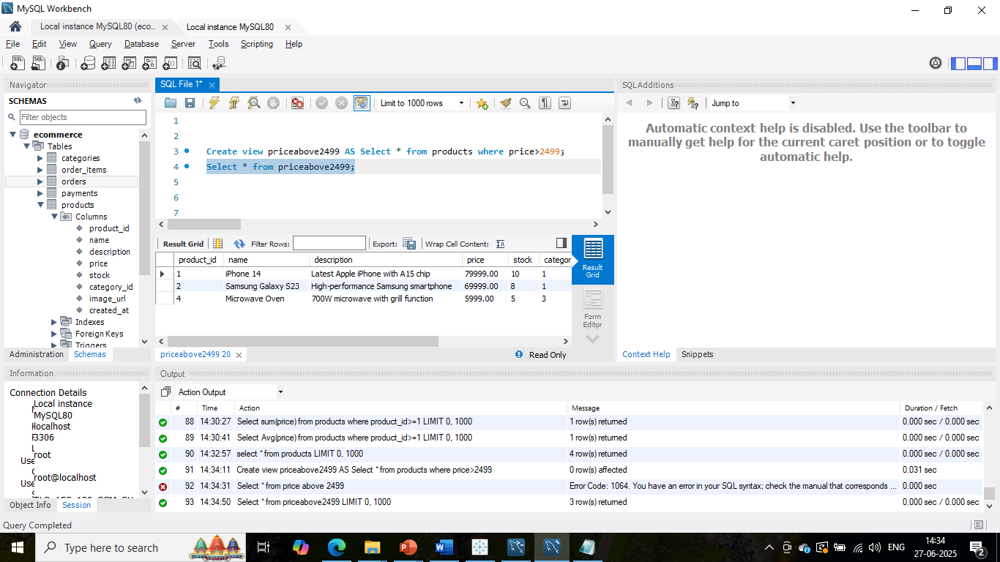 MySQL Workbench
Local instance MySQL80 (eco... Local instance MySQL80
File Edit View Query Database Server Tools Scripting Help
Navigator
SCHEMAS
Filter objects
ecommerce
Tables
categories
order_items
orders
payments
products
Columns
product_id
name
description
price
stock
category_id
image_url
created_at
Indexes
Foreign Keys
Triggers
Administration Schemas
Information
Connection Details
Local instance
MySQL80
localhost
3306
root
Use
root@localhost
Use
Object Info Session
SQL File 1*
Limit to 1000 rows
1
2
3 Create view priceabove2499 AS Select * from products where price>2499;
4 Select * from priceabove2499;
5
6
7
Result Grid Filter Rows: Export: Wrap Cell Content:
product_id name description price stock categor
1 iPhone 14 Latest Apple iPhone with A15 chip 79999.00 10 1
2 Samsung Galaxy S23 High-performance Samsung smartphone 69999.00 8 1
4 Microwave Oven 700W microwave with grill function 5999.00 5 3
Result
Grid
Form
Editor
priceabove2499 20 Read Only
SQLAdditions
Jump to
Automatic context help is disabled. Use the toolbar to
manually get help for the current caret position or to toggle
automatic help.
Context Help Snippets
Output
Action Output
# Time Action Message Duration / Fetch
88 14:30:27 Select sum(price) from products where product_id>=1 LIMIT 0, 1000 1 row(s) returned 0.000 sec / 0.000 sec
89 14:30:41 Select Avg(price) from products where product_id>=1 LIMIT 0, 1000 1 row(s) returned 0.000 sec / 0.000 sec
90 14:32:57 select * from products LIMIT 0, 1000 4 row(s) returned 0.000 sec / 0.000 sec
91 14:34:11 Create view priceabove2499 AS Select * from products where price>2499 0 row(s) affected 0.031 sec
92 14:34:31 Select * from price above 2499 Error Code: 1064. You have an error in your SQL syntax; check the manual that corresponds ... 0.000 sec
93 14:34:50 Select * from priceabove2499 LIMIT 0, 1000 3 row(s) returned 0.000 sec / 0.000 sec
Query Completed
Type here to search
ENG
14:34
27-06-2025
2